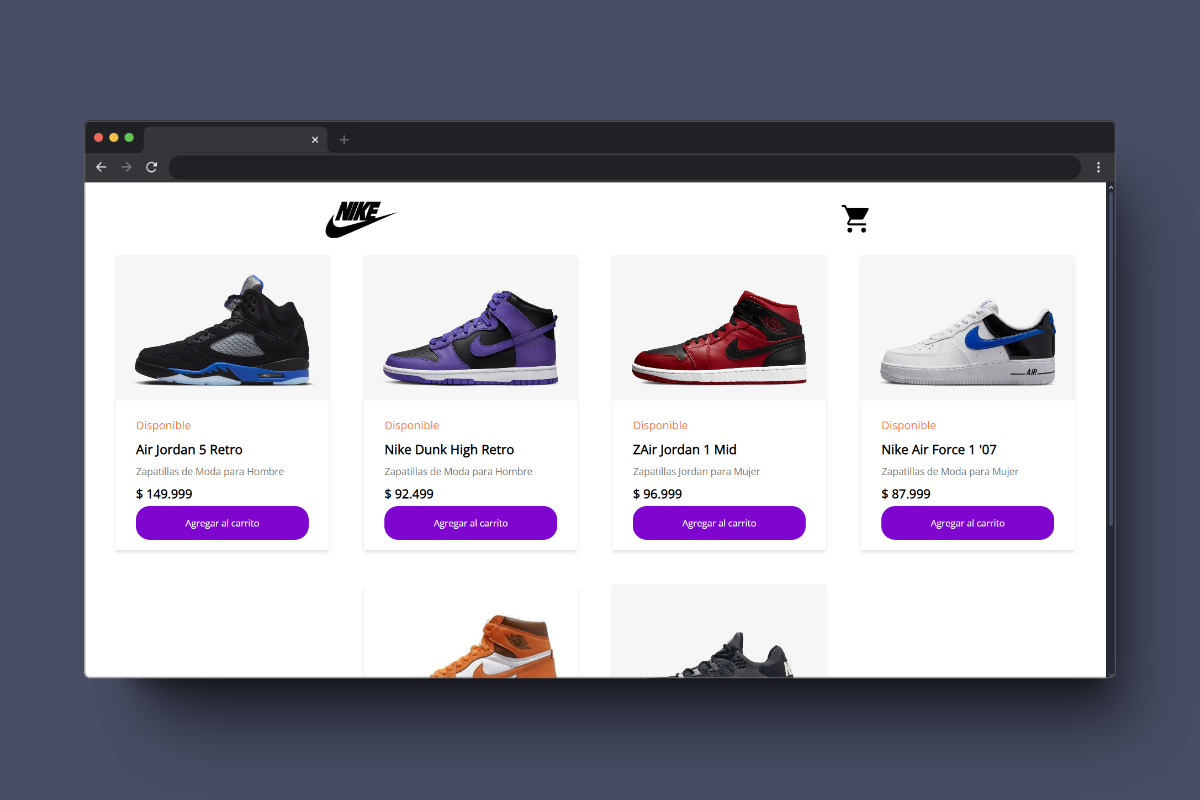 NIKE
Disponible
Air Jordan 5 Retro
Zapatillas de Moda para Hombre
$ 149.999
Agregar al carrito
Disponible
Nike Dunk High Retro
Zapatillas de Moda para Hombre
$ 92.499
Agregar al carrito
Disponible
ZAir Jordan 1 Mid
Zapatillas Jordan para Mujer
$ 96.999
Agregar al carrito
AIR
Disponible
Nike Air Force 1 '07
Zapatillas de Moda para Mujer
$ 87.999
Agregar al carrito